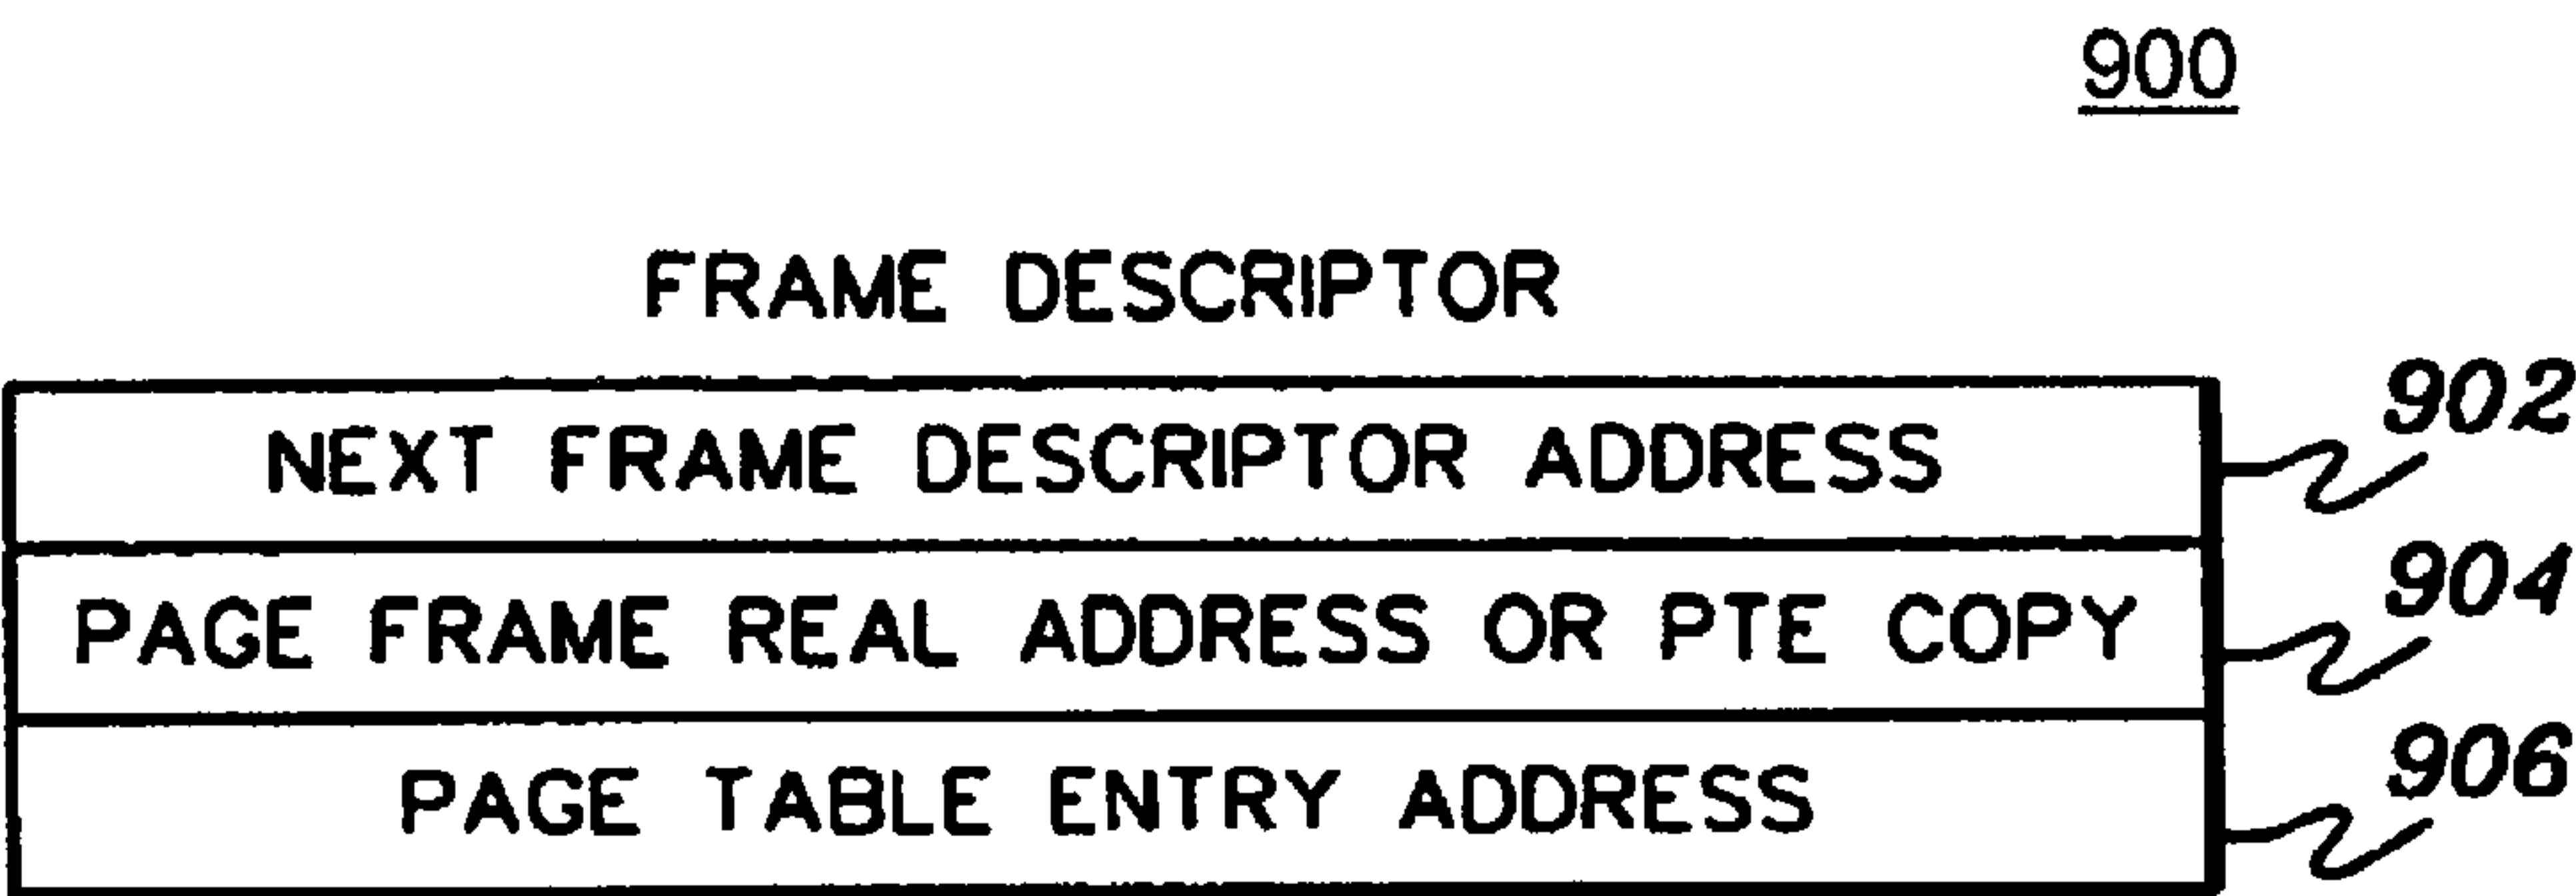 900
FRAME DESCRIPTOR
NEXT FRAME DESCRIPTOR ADDRESS 902
PAGE FRAME REAL ADDRESS OR PTE COPY 904
PAGE TABLE ENTRY ADDRESS 906